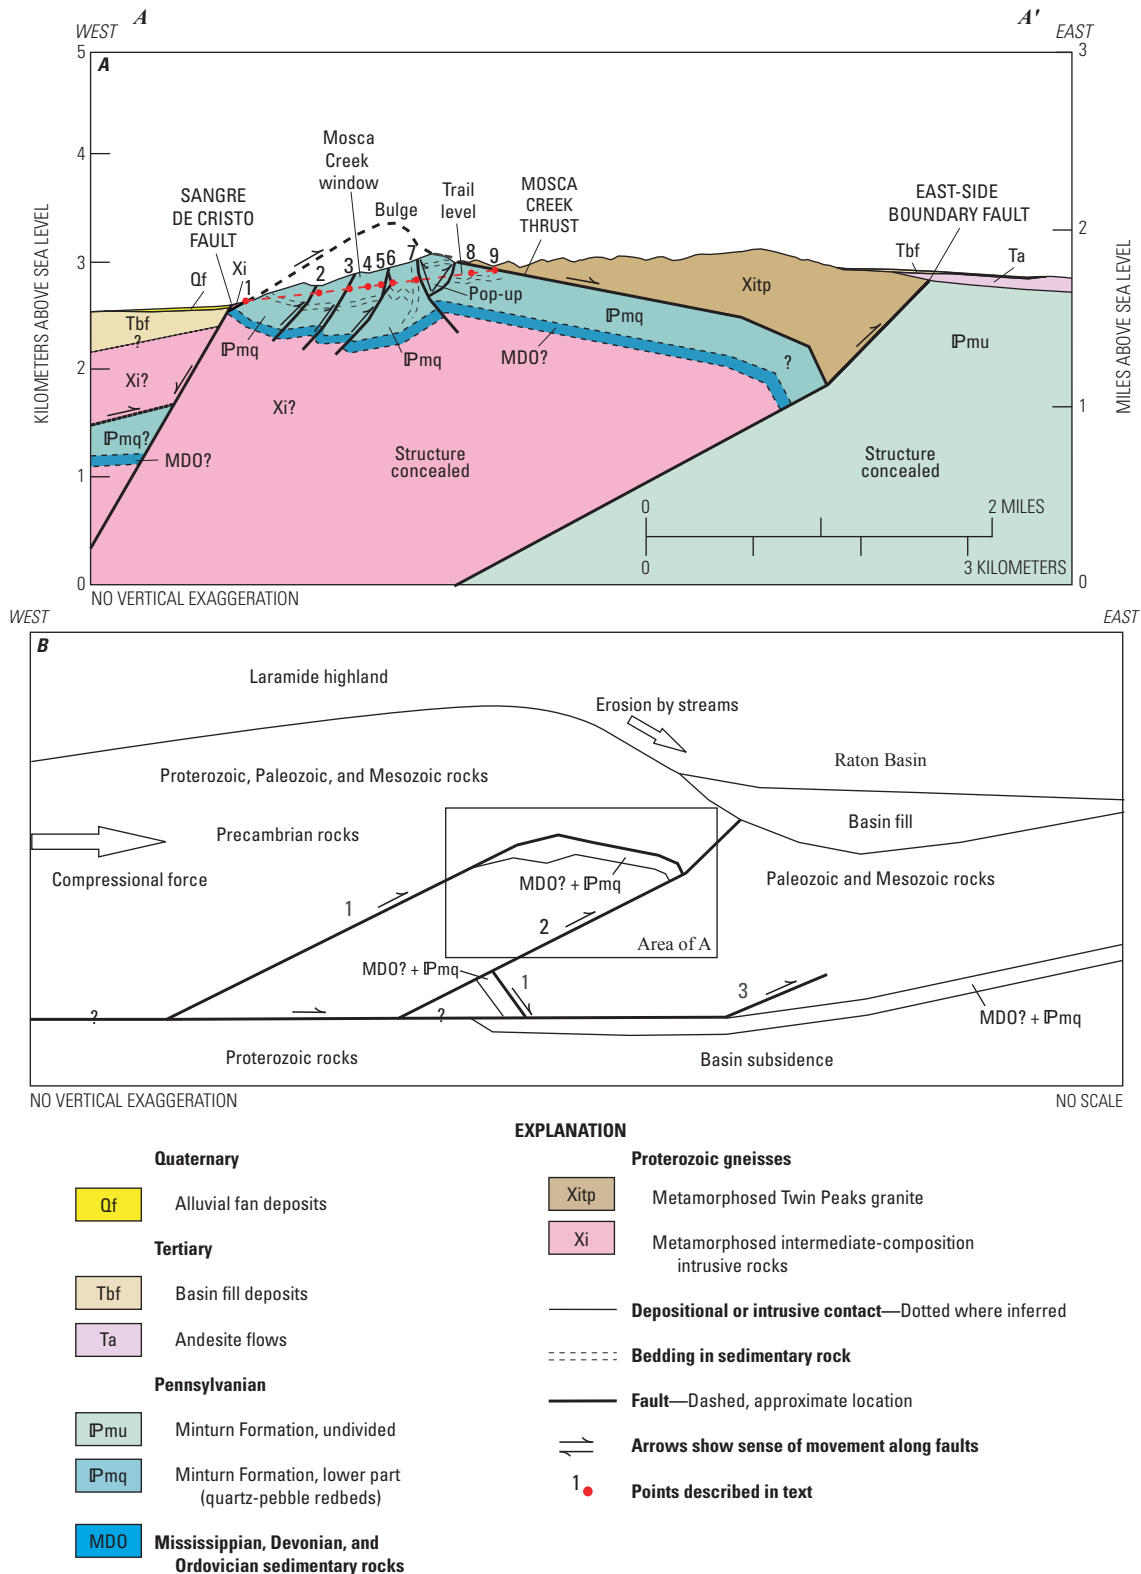 A
A'
WEST
EAST
A
5
4
3
2
1
0
KILOMETERS ABOVE SEA LEVEL
3
2
1
0
MILES ABOVE SEA LEVEL
Mosca
Creek
window
SANGRE
DE CRISTO
FAULT
Bulge
Trail
level
MOSCA
CREEK
THRUST
EAST-SIDE
BOUNDARY FAULT
Qf
Xi
1
2
3
4
5
6
7
8
9
Tbf
Ta
Xitp
Pop-up
Tbf
?
ℙmq
ℙmq
ℙmq
MDO?
?
ℙmu
Xi?
Xi?
ℙmq?
MDO?
Structure
concealed
Structure
concealed
0
2 MILES
0
3 KILOMETERS
NO VERTICAL EXAGGERATION
WEST
EAST
B
Laramide highland
Erosion by streams
Raton Basin
Proterozoic, Paleozoic, and Mesozoic rocks
Basin fill
Precambrian rocks
Compressional force
MDO? + ℙmq
Paleozoic and Mesozoic rocks
1
2
Area of A
MDO? + ℙmq
1
3
?
?
MDO? + ℙmq
Proterozoic rocks
Basin subsidence
NO VERTICAL EXAGGERATION
NO SCALE
EXPLANATION
Quaternary
Qf
Alluvial fan deposits
Tertiary
Tbf
Basin fill deposits
Ta
Andesite flows
Pennsylvanian
ℙmu
Minturn Formation, undivided
ℙmq
Minturn Formation, lower part
(quartz-pebble redbeds)
MDO
Mississippian, Devonian, and
Ordovician sedimentary rocks
Proterozoic gneisses
Xitp
Metamorphosed Twin Peaks granite
Xi
Metamorphosed intermediate-composition
intrusive rocks
Depositional or intrusive contact—Dotted where inferred
Bedding in sedimentary rock
Fault—Dashed, approximate location
Arrows show sense of movement along faults
1
Points described in text